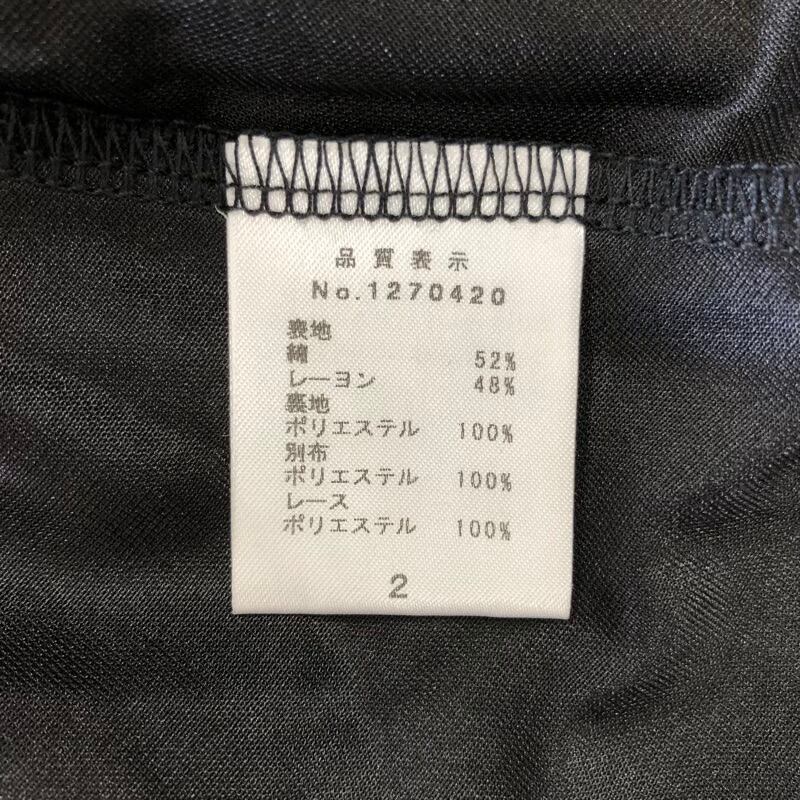 品質表示
No.1270420
表地
綿 52%
レーヨン 48%
裏地
ポリエステル 100%
別布
ポリエステル 100%
レース
ポリエステル 100%
2